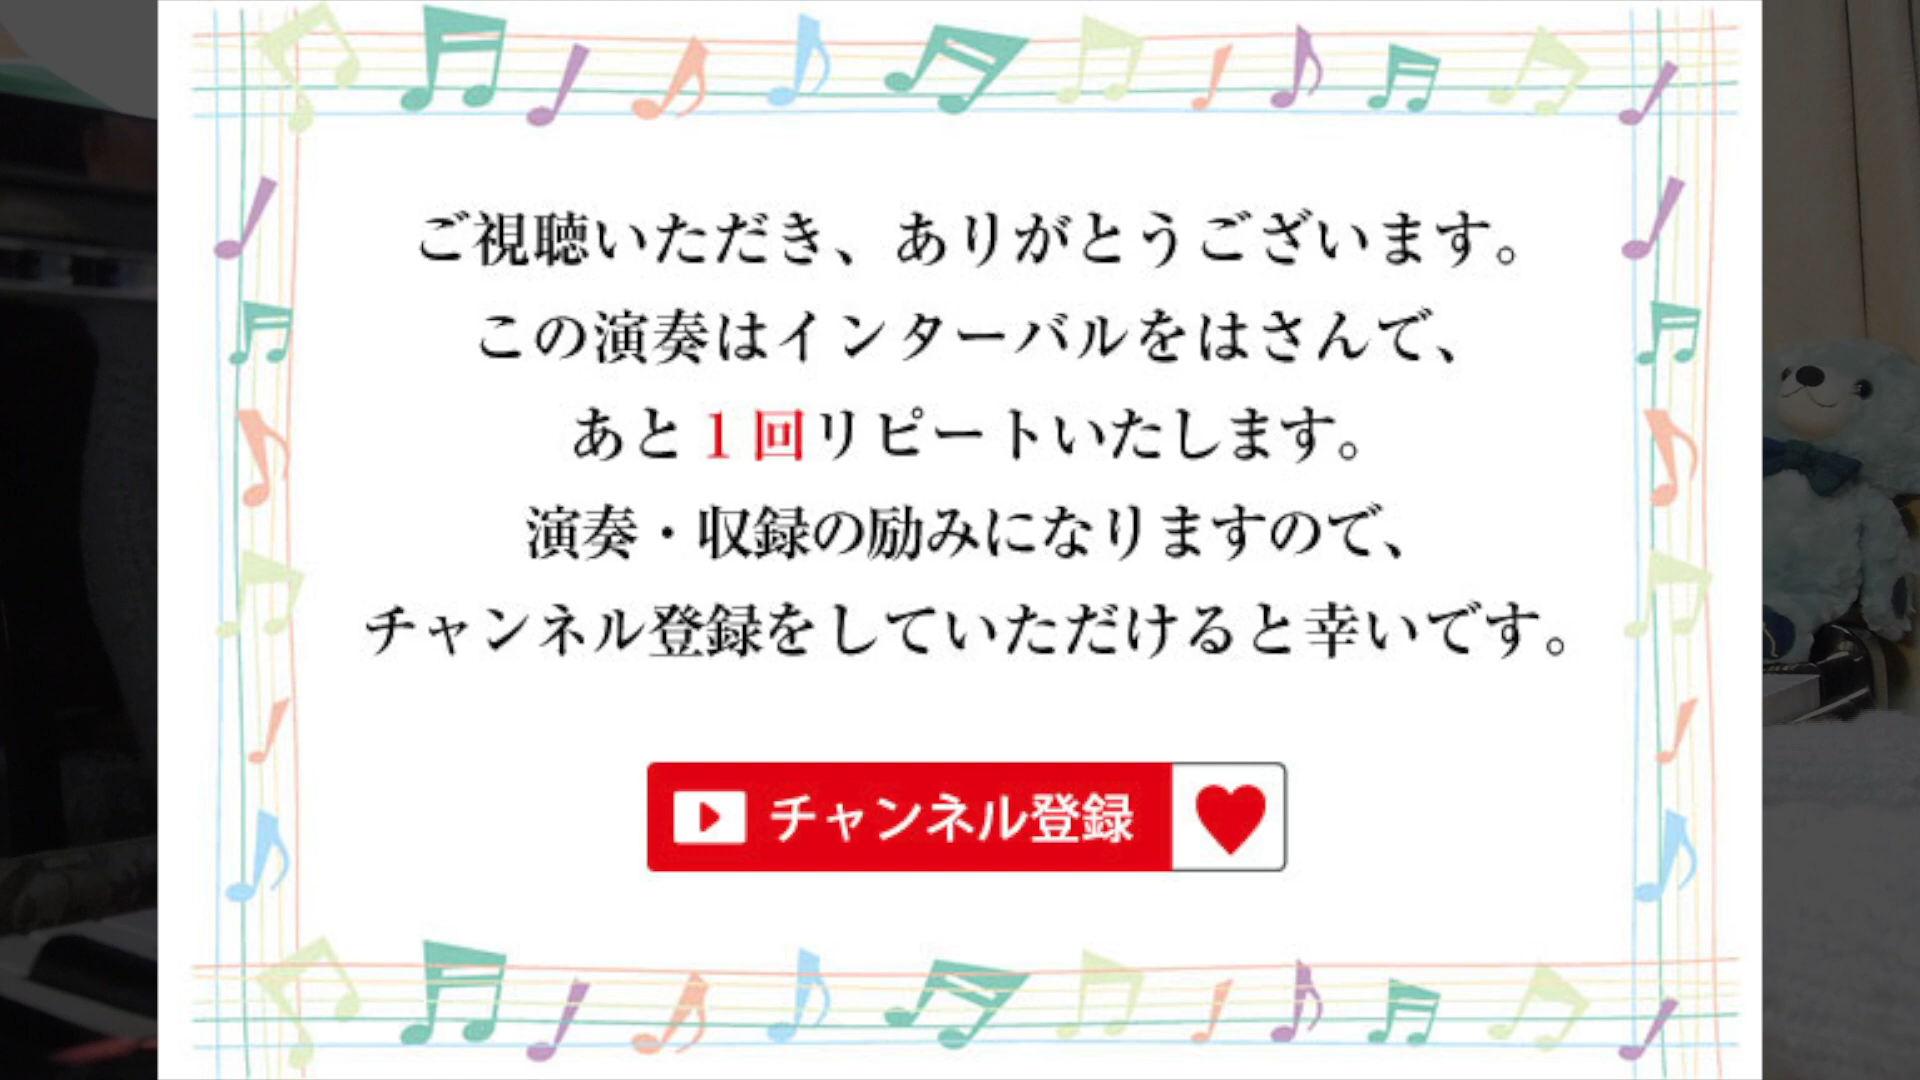 ご視聴いただき、ありがとうございます。
この演奏はインターバルをはさんで、
あと１回リピートいたします。
演奏・収録の励みになりますので、
チャンネル登録をしていただけると幸いです。
チャンネル登録